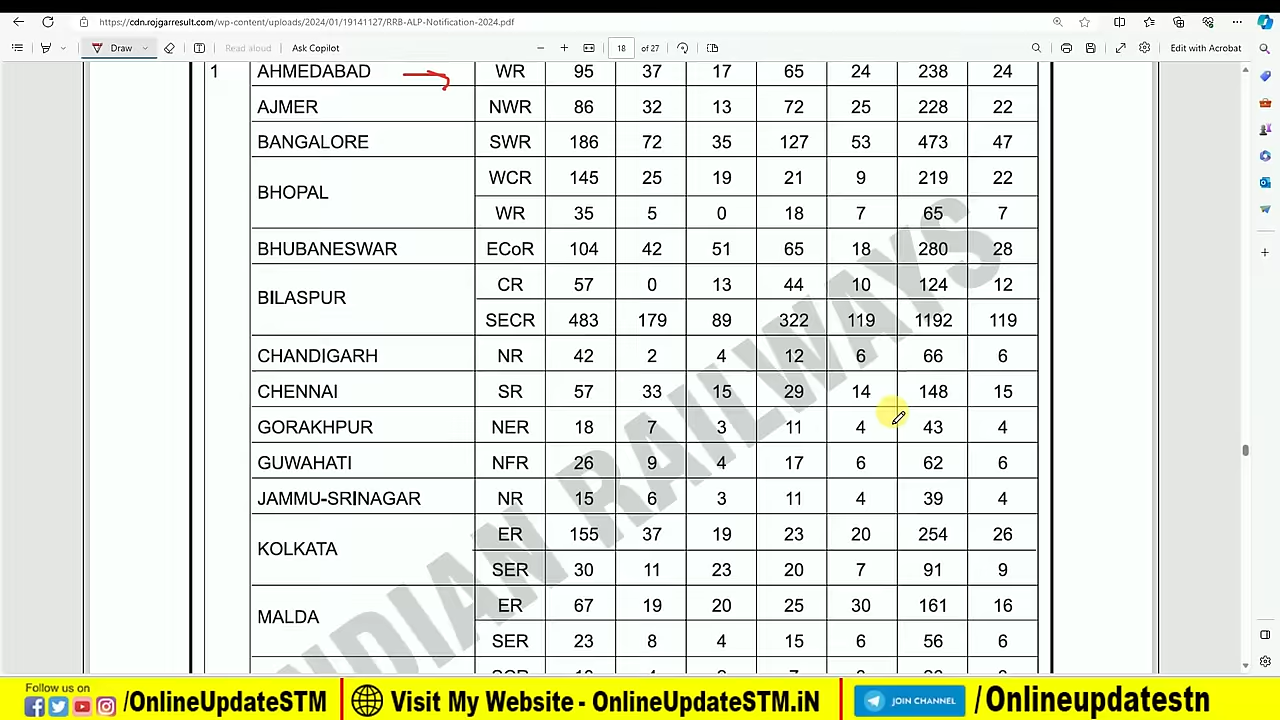 https://cdn.rojgarresult.com/wp-content/uploads/2024/01/19141127/RRB-ALP-Notification-2024.pdf
Draw Read aloud Ask Copilot 18 of 27 Edit with Acrobat
1 AHMEDABAD WR 95 37 17 65 24 238 24
AJMER NWR 86 32 13 72 25 228 22
BANGALORE SWR 186 72 35 127 53 473 47
BHOPAL WCR 145 25 19 21 9 219 22
WR 35 5 0 18 7 65 7
BHUBANESWAR ECoR 104 42 51 65 18 280 28
BILASPUR CR 57 0 13 44 10 124 12
SECR 483 179 89 322 119 1192 119
CHANDIGARH NR 42 2 4 12 6 66 6
CHENNAI SR 57 33 15 29 14 148 15
GORAKHPUR NER 18 7 3 11 4 43 4
GUWAHATI NFR 26 9 4 17 6 62 6
JAMMU-SRINAGAR NR 15 6 3 11 4 39 4
KOLKATA ER 155 37 19 23 20 254 26
SER 30 11 23 20 7 91 9
MALDA ER 67 19 20 25 30 161 16
SER 23 8 4 15 6 56 6
INDIAN RAILWAYS
Follow us on
/OnlineUpdateSTM Visit My Website - OnlineUpdateSTM.iN JOIN CHANNEL /Onlineupdatestn